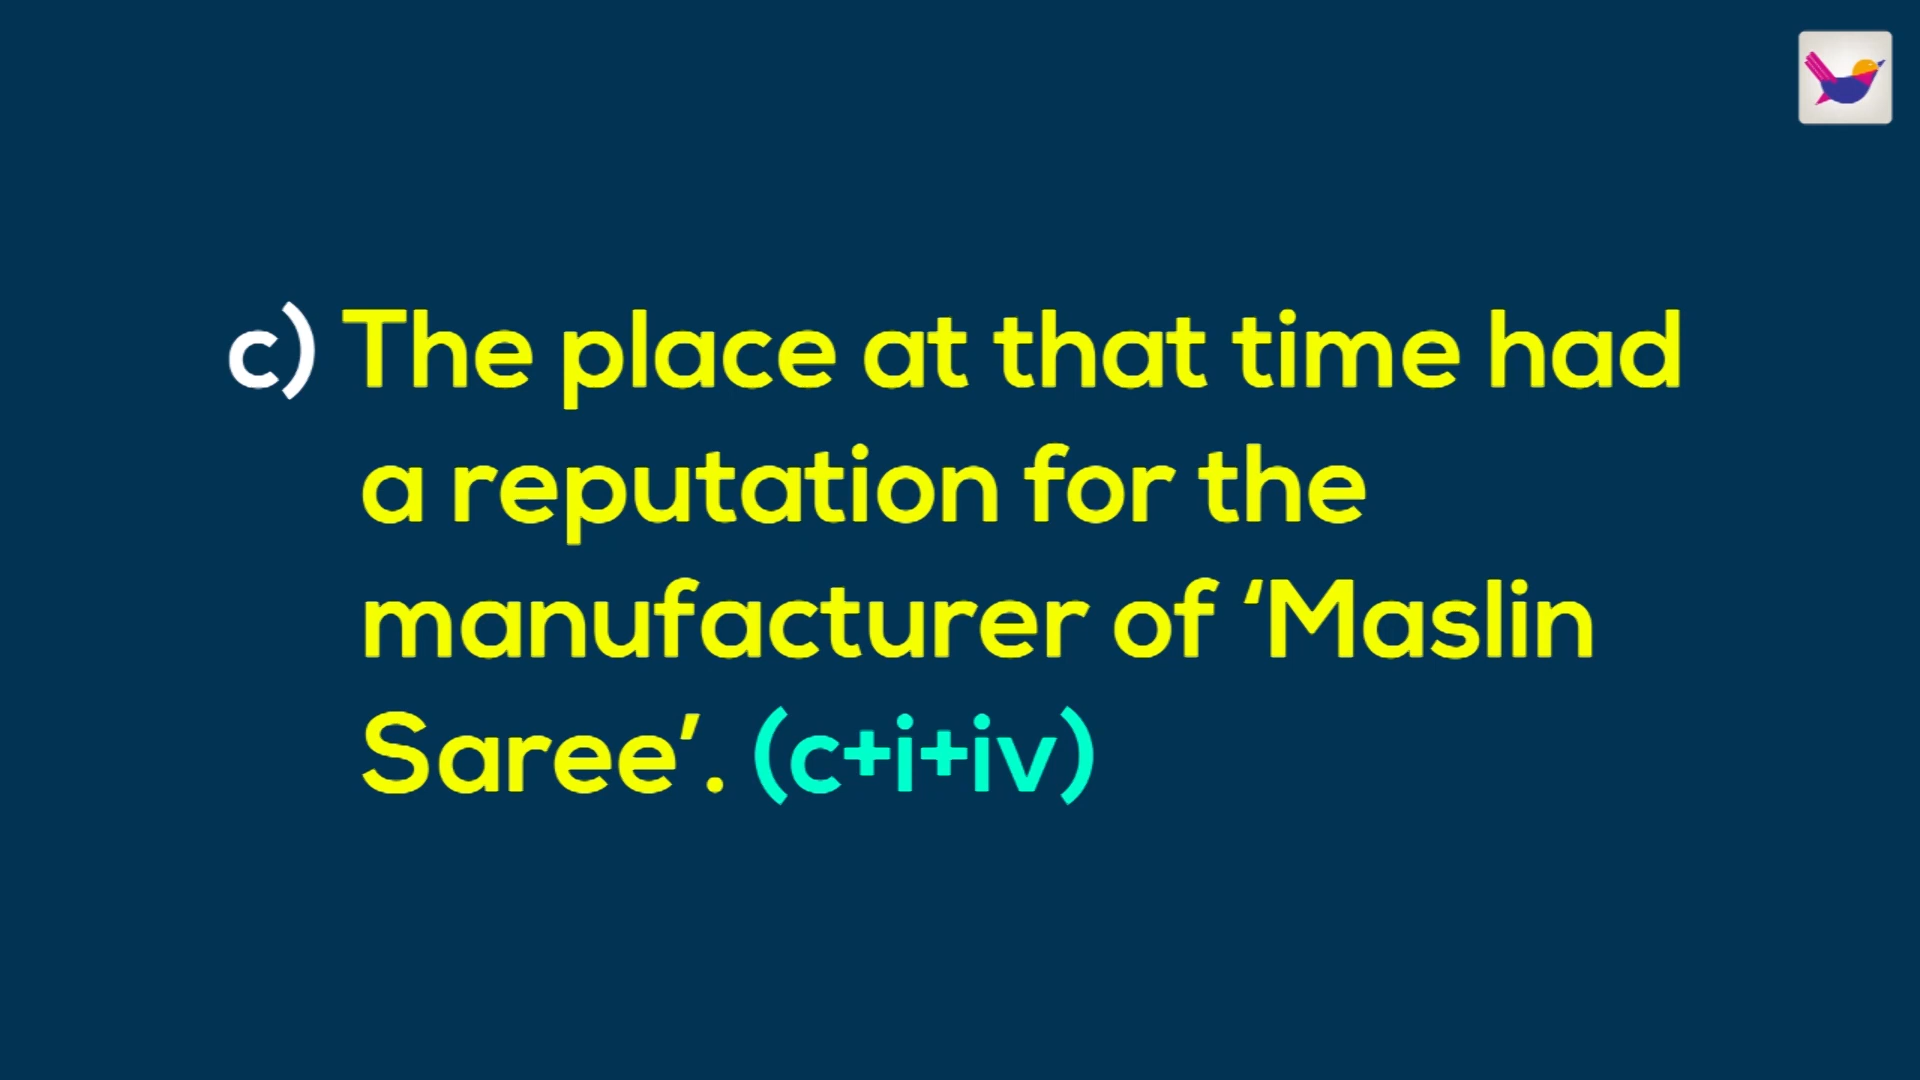 c) The place at that time had
a reputation for the
manufacturer of ‘Maslin
Saree’. (c+i+iv)